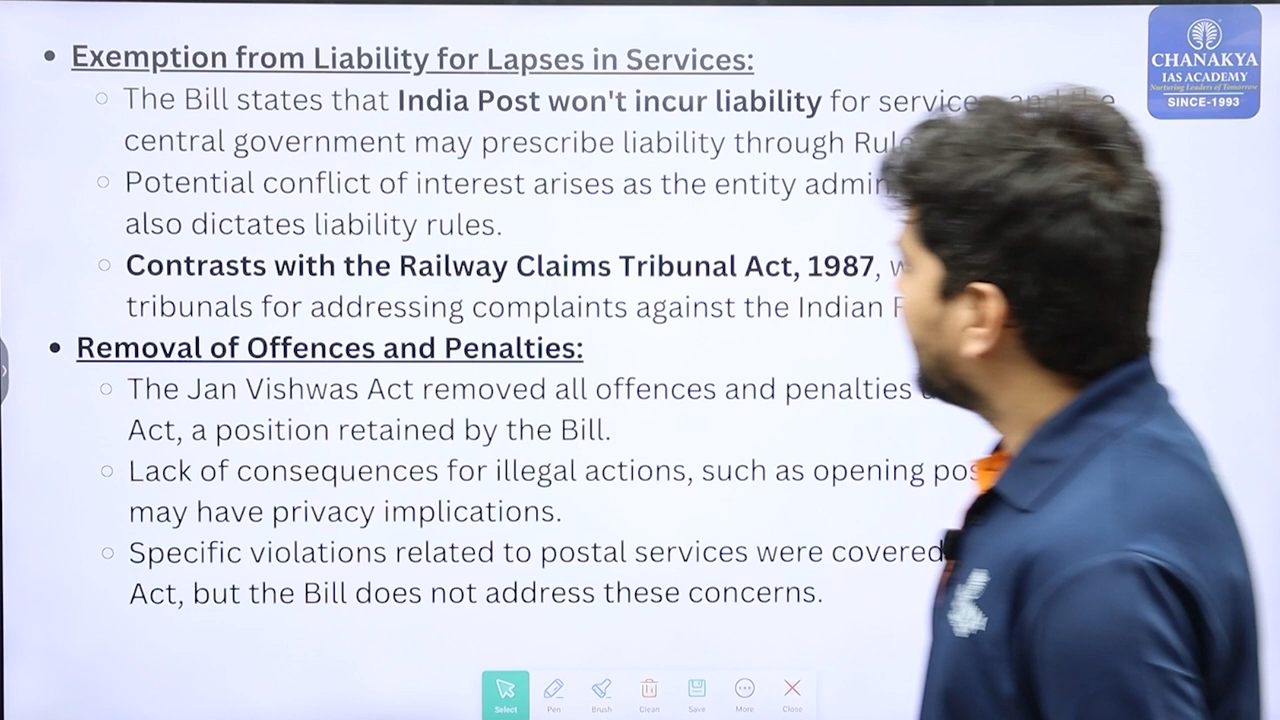 Exemption from Liability for Lapses in Services:
The Bill states that India Post won't incur liability for and the
central government may prescribe liability through
Potential conflict of interest arises as the entity
also dictates liability rules.
Contrasts with the Railway Claims Tribunal Act, 1987,
tribunals for addressing complaints against the Indian
Removal of Offences and Penalties:
The Jan Vishwas Act removed all offences and penalties
Act, a position retained by the Bill.
Lack of consequences for illegal actions, such as opening
may have privacy implications.
Specific violations related to postal services were covered
Act, but the Bill does not address these concerns.
CHANAKYA
IAS ACADEMY
Nurturing Leaders of Tomorrow
SINCE-1993
Select Pen Brush Clean Save More Close